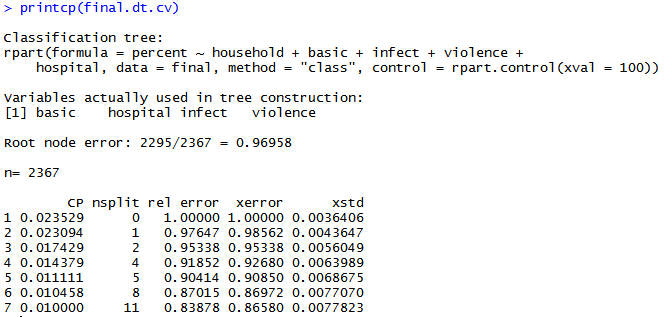 > printcp(final.dt.cv)
Classification tree:
rpart(formula = percent ~ household + basic + infect + violence +
    hospital, data = final, method = "class", control = rpart.control(xval = 100))
Variables actually used in tree construction:
[1] basic    hospital infect   violence
Root node error: 2295/2367 = 0.96958
n= 2367
        CP nsplit rel error  xerror      xstd
1 0.023529      0   1.00000 1.00000 0.0036406
2 0.023094      1   0.97647 0.98562 0.0043647
3 0.017429      2   0.95338 0.95338 0.0056049
4 0.014379      4   0.91852 0.92680 0.0063989
5 0.011111      5   0.90414 0.90850 0.0068675
6 0.010458      8   0.87015 0.86972 0.0077070
7 0.010000     11   0.83878 0.86580 0.0077823